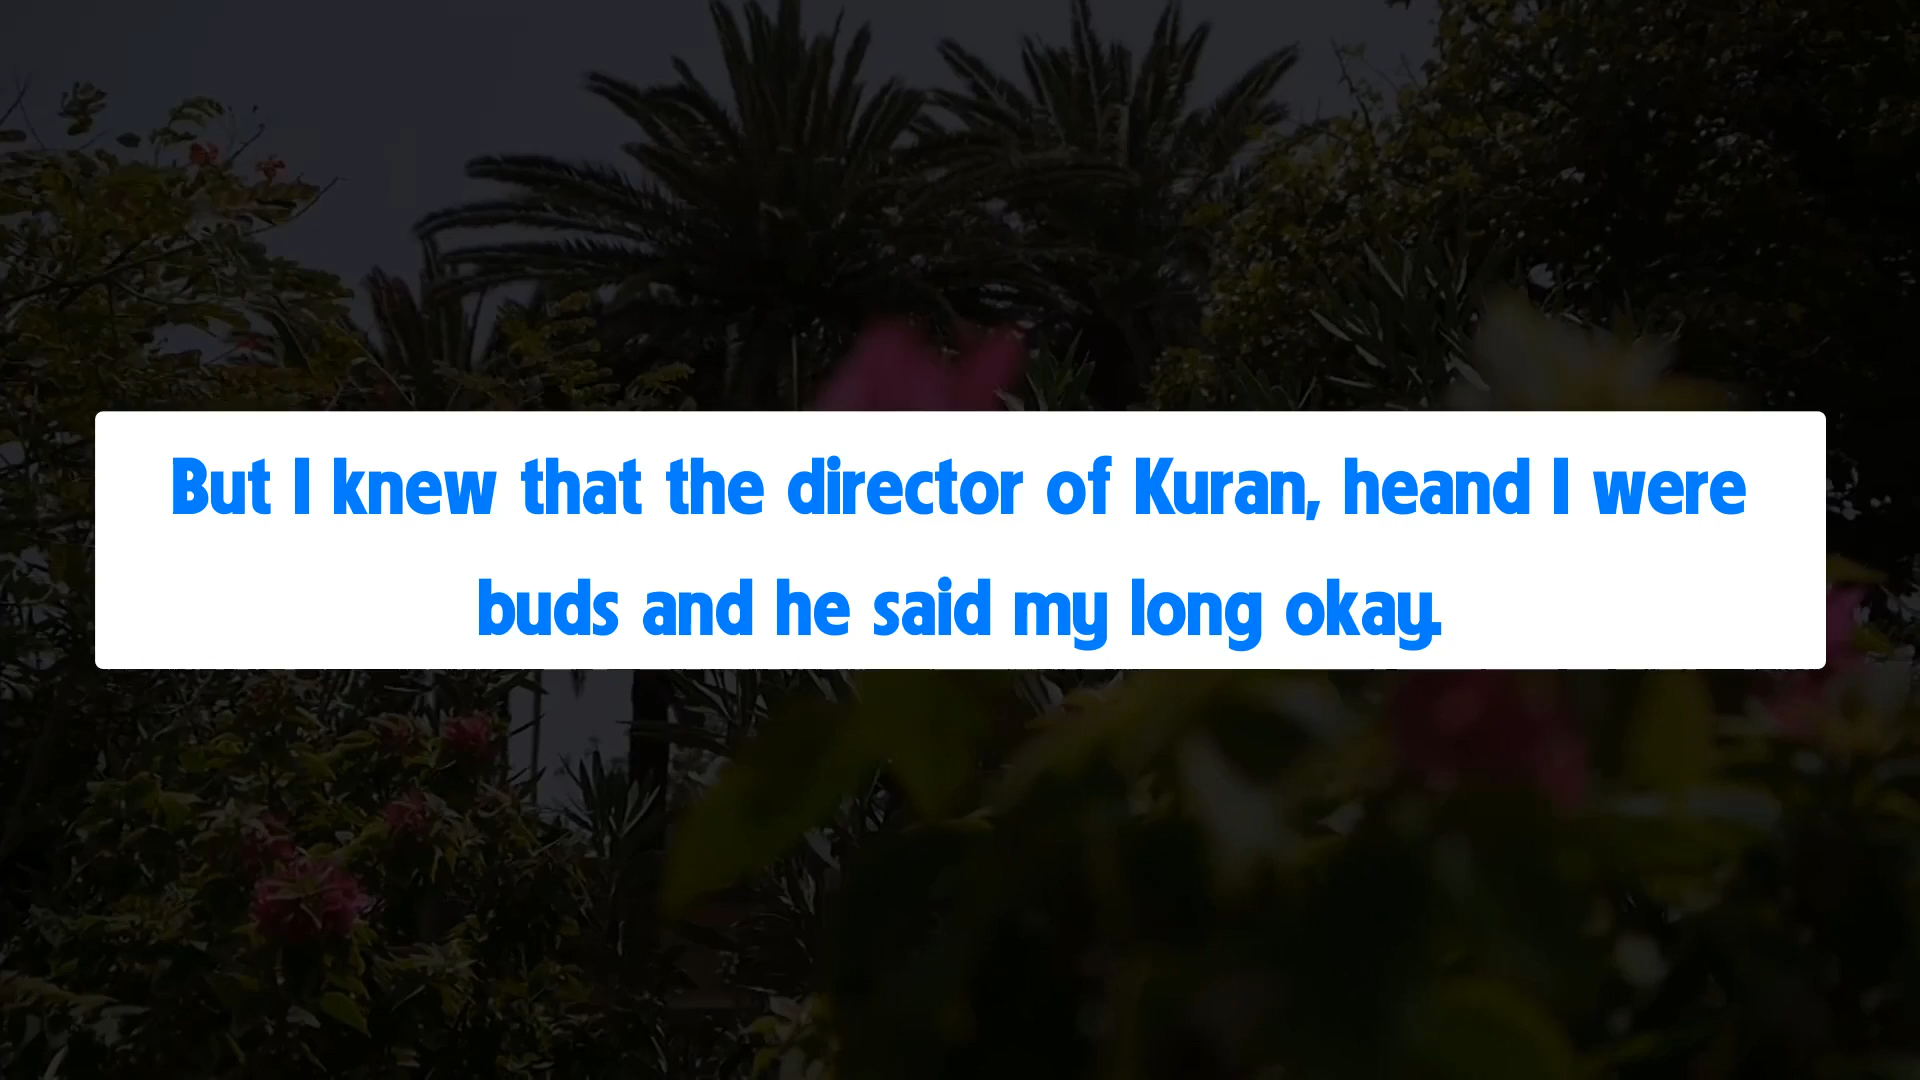 But I knew that the director of Kuran, heand I were
buds and he said my long okay.